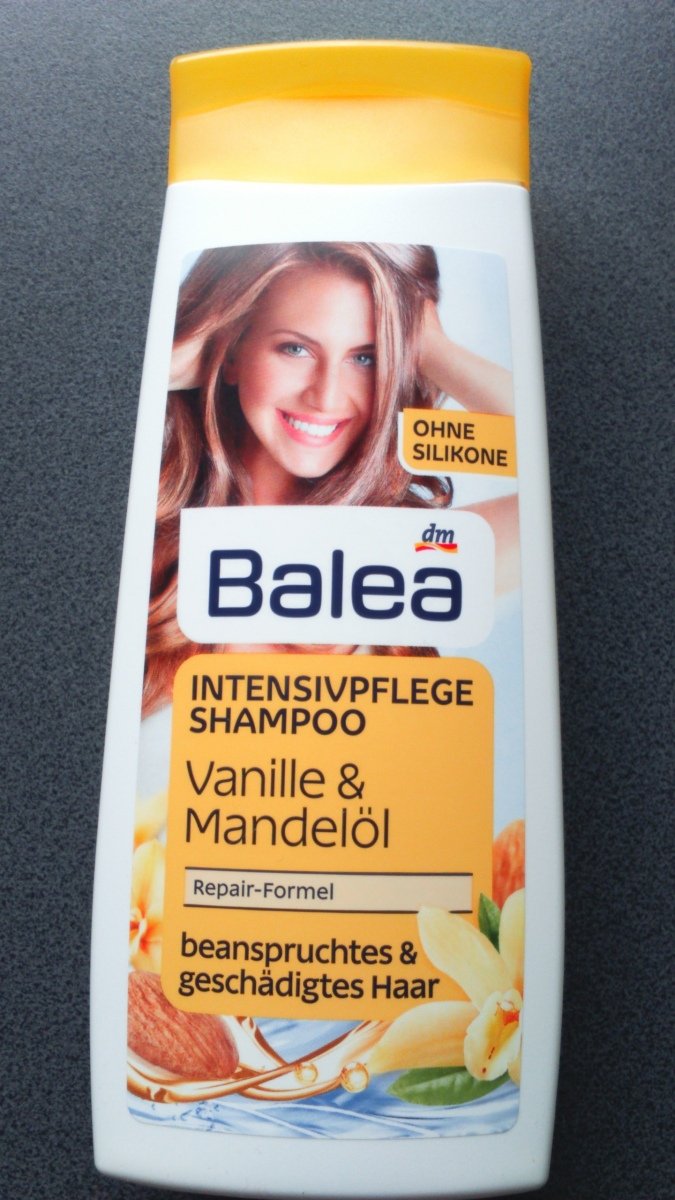 OHNE
SILIKONE
dm
Balea
INTENSIVPFLEGE
SHAMPOO
Vanille &
Mandelöl
Repair-Formel
beanspruchtes &
geschädigtes Haar